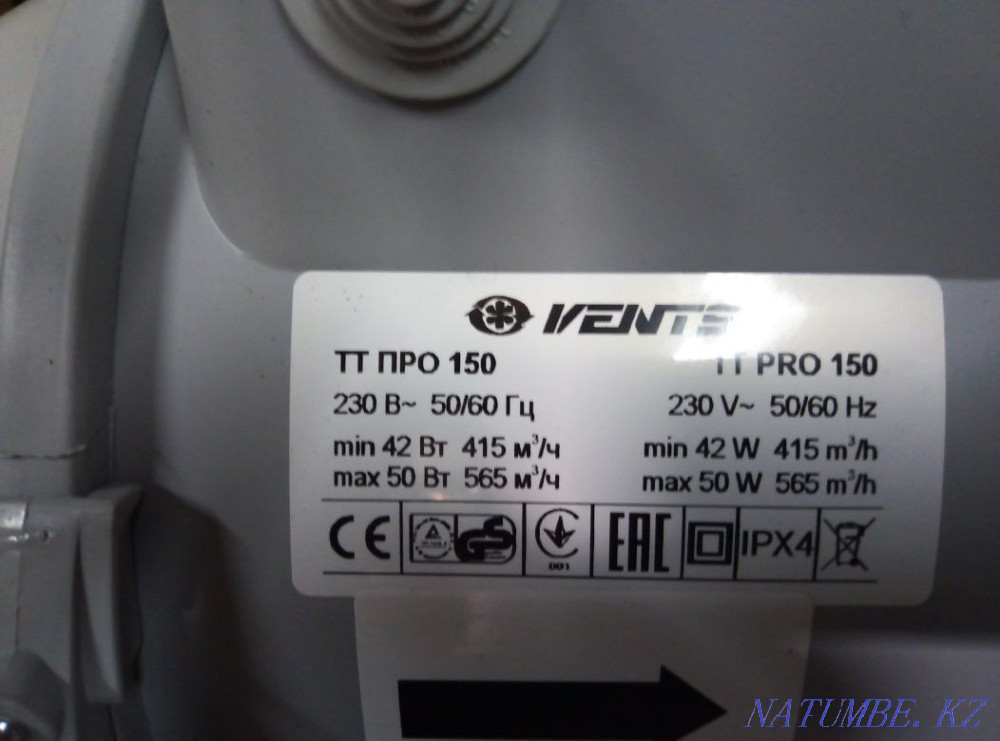 VENTS
ТТ ПРО 150 TT PRO 150
230 В~ 50/60 Гц 230 V~ 50/60 Hz
min 42 Вт 415 м³/ч min 42 W 415 m³/h
max 50 Вт 565 м³/ч max 50 W 565 m³/h
CE GS 001 EAC IPX4
NATUMBE. KZ